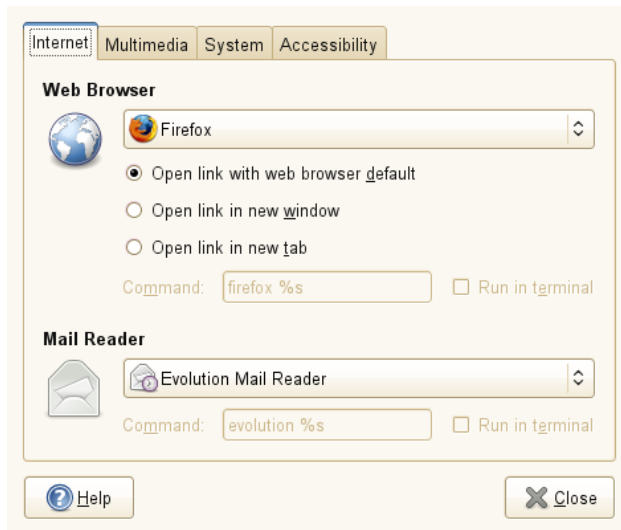 Internet Multimedia System Accessibility
Web Browser
Firefox
Open link with web browser default
Open link in new window
Open link in new tab
Command: firefox %s Run in terminal
Mail Reader
Evolution Mail Reader
Command: evolution %s Run in terminal
Help Close